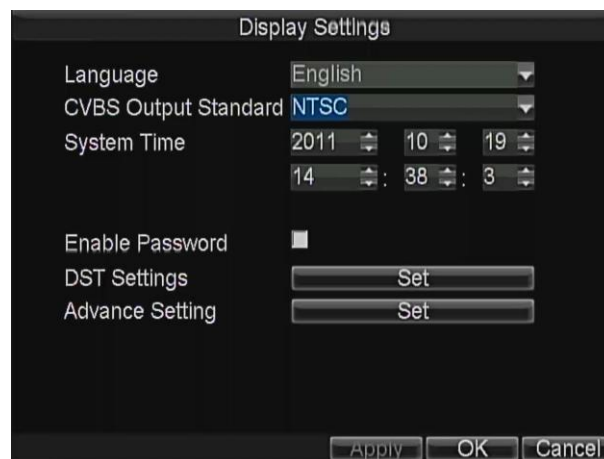 Display Settings
Language English
CVBS Output Standard NTSC
System Time 2011 10 19
14 : 38 : 3
Enable Password
DST Settings Set
Advance Setting Set
Apply OK Cancel